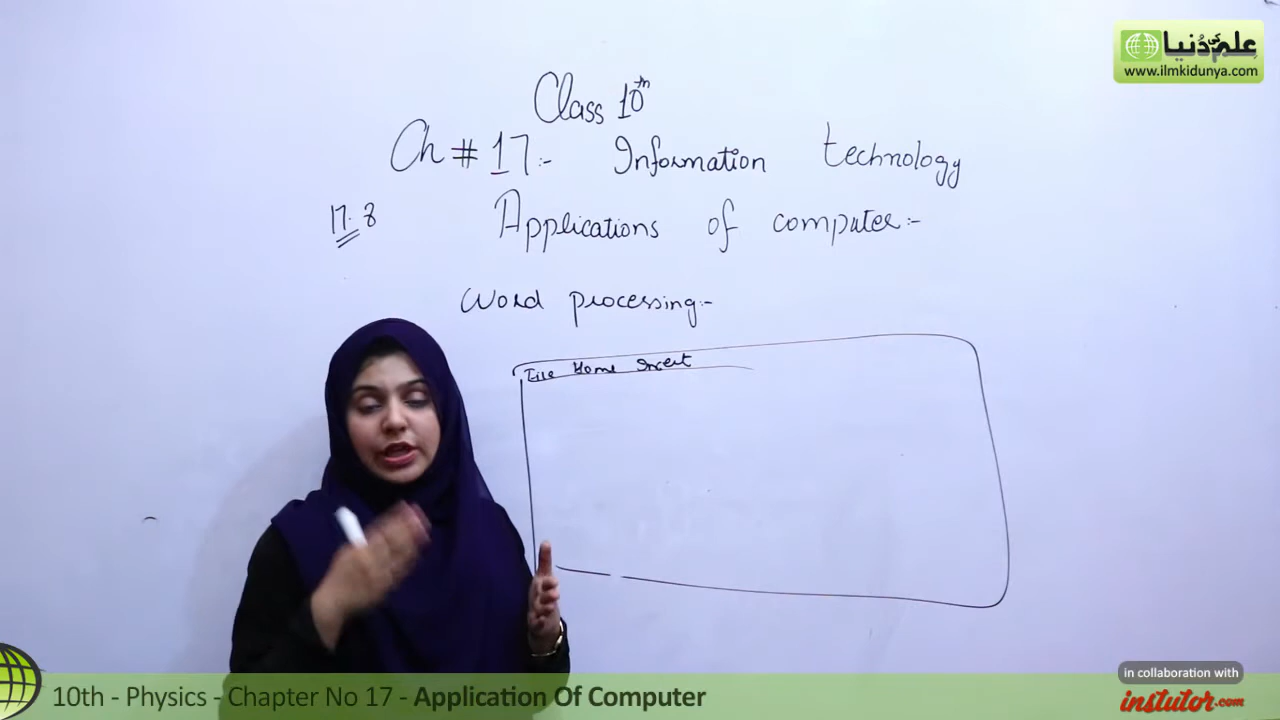 علم کی دُنیا
www.ilmkidunya.com
Class 10th
Ch # 17:- Information technology
17.8 Applications of computer:-
Word processing:-
File Home Insert
in collaboration with
10th - Physics - Chapter No 17 - Application Of Computer
instutor.com